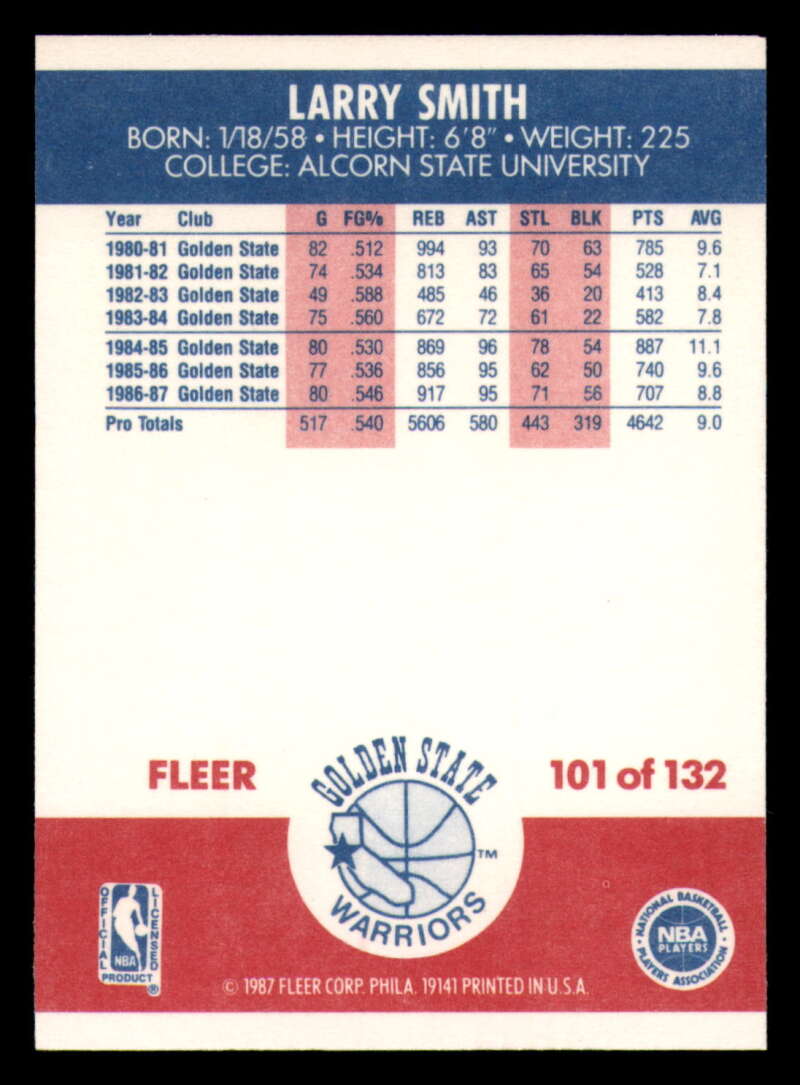 LARRY SMITH
BORN: 1/18/58 • HEIGHT: 6'8" • WEIGHT: 225
COLLEGE: ALCORN STATE UNIVERSITY
Year Club G FG% REB AST STL BLK PTS AVG
1980-81 Golden State 82 .512 994 93 70 63 785 9.6
1981-82 Golden State 74 .534 813 83 65 54 528 7.1
1982-83 Golden State 49 .588 485 46 36 20 413 8.4
1983-84 Golden State 75 .560 672 72 61 22 582 7.8
1984-85 Golden State 80 .530 869 96 78 54 887 11.1
1985-86 Golden State 77 .536 856 95 62 50 740 9.6
1986-87 Golden State 80 .546 917 95 71 56 707 8.8
Pro Totals 517 .540 5606 580 443 319 4642 9.0
FLEER
GOLDEN STATE
WARRIORS
™
101 of 132
OFFICIAL
LICENSED
NBA
PRODUCT
®
• NATIONAL BASKETBALL •
NBA
PLAYERS
PLAYERS ASSOCIATION
© 1987 FLEER CORP. PHILA. 19141 PRINTED IN U.S.A.